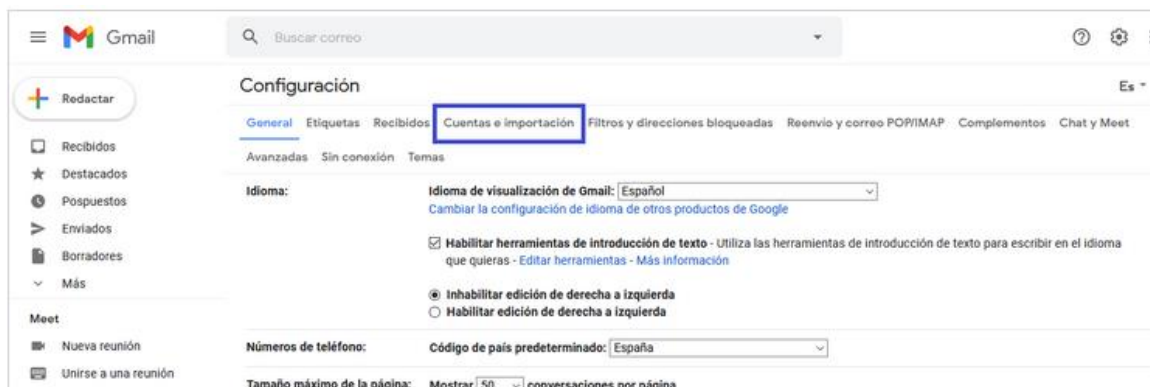 Gmail
Buscar correo
Redactar
Recibidos
Destacados
Pospuestos
Enviados
Borradores
Más
Meet
Nueva reunión
Unirse a una reunión
Configuración
Es
General Etiquetas Recibidos Cuentas e importación Filtros y direcciones bloqueadas Reenvío y correo POP/IMAP Complementos Chat y Meet
Avanzadas Sin conexión Temas
Idioma:
Idioma de visualización de Gmail: Español
Cambiar la configuración de idioma de otros productos de Google
Habilitar herramientas de introducción de texto - Utiliza las herramientas de introducción de texto para escribir en el idioma
que quieras - Editar herramientas - Más información
Inhabilitar edición de derecha a izquierda
Habilitar edición de derecha a izquierda
Números de teléfono:
Código de país predeterminado: España
Tamaño máximo de la página:
Mostrar 50 conversaciones por página